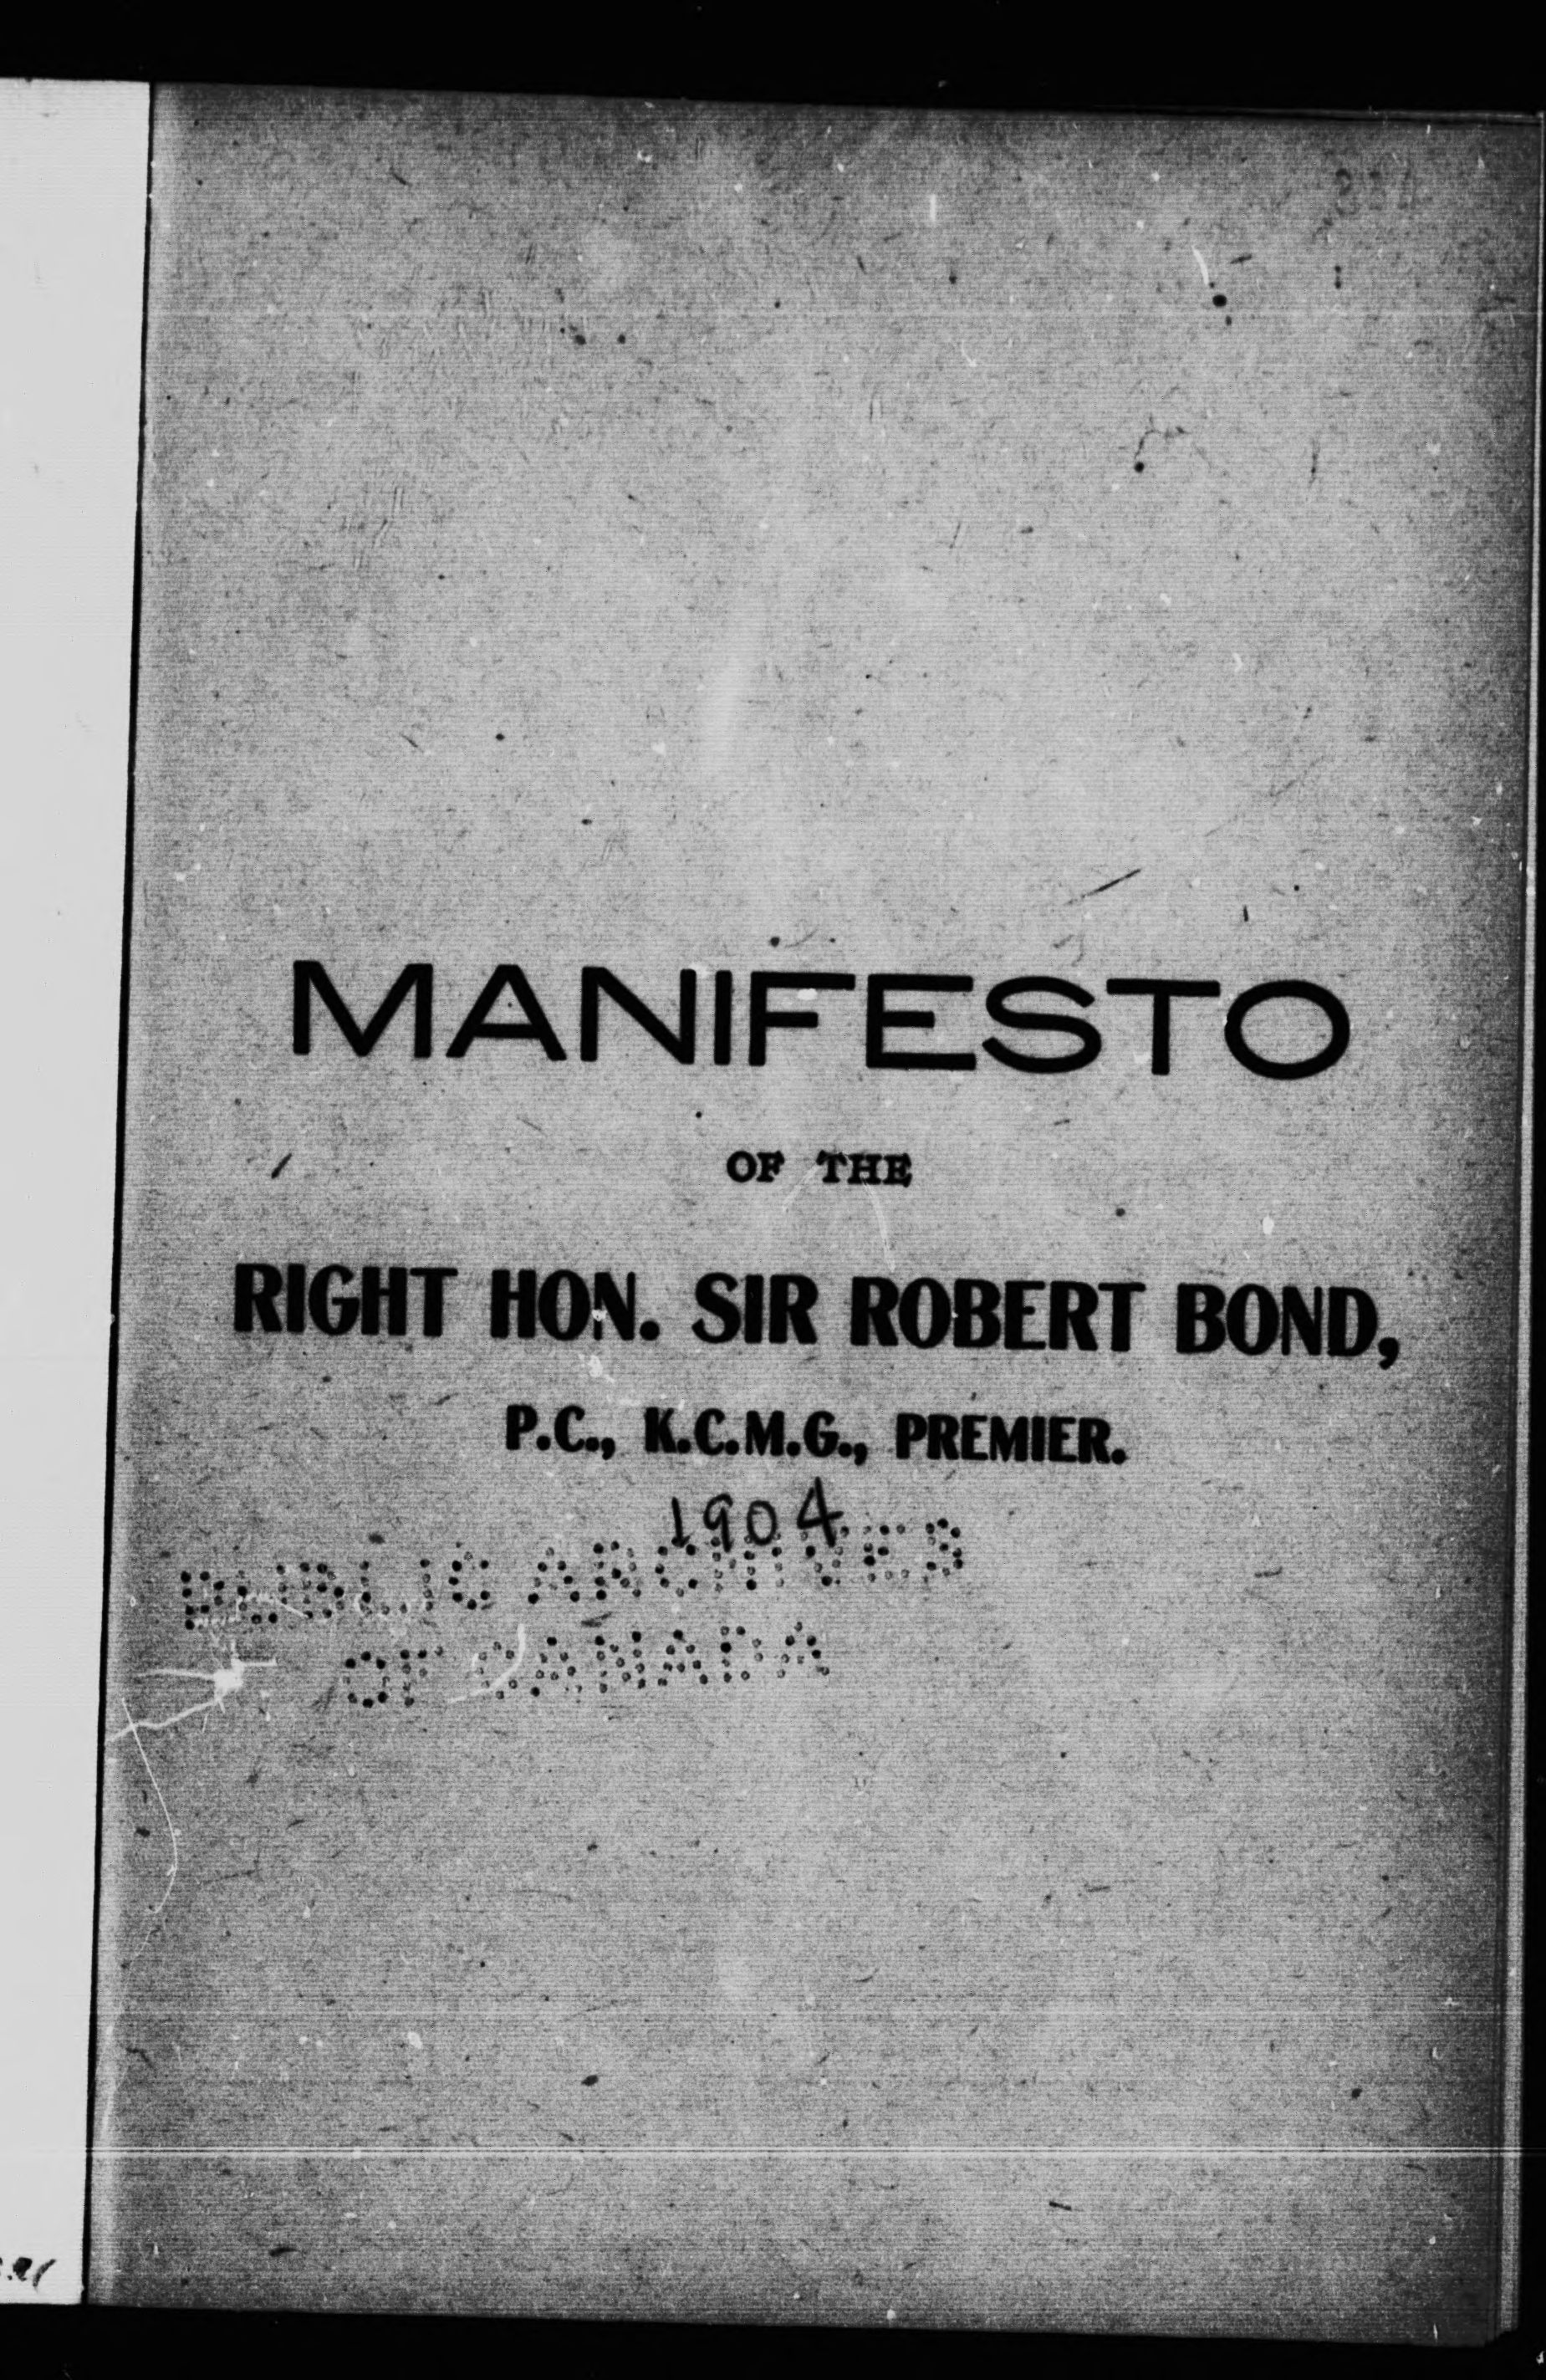 MANIFESTO
OF THE
RIGHT HON. SIR ROBERT BOND,
P.C., K.C.M.G., PREMIER.
1904
PUBLIC ARCHIVES
OF CANADA